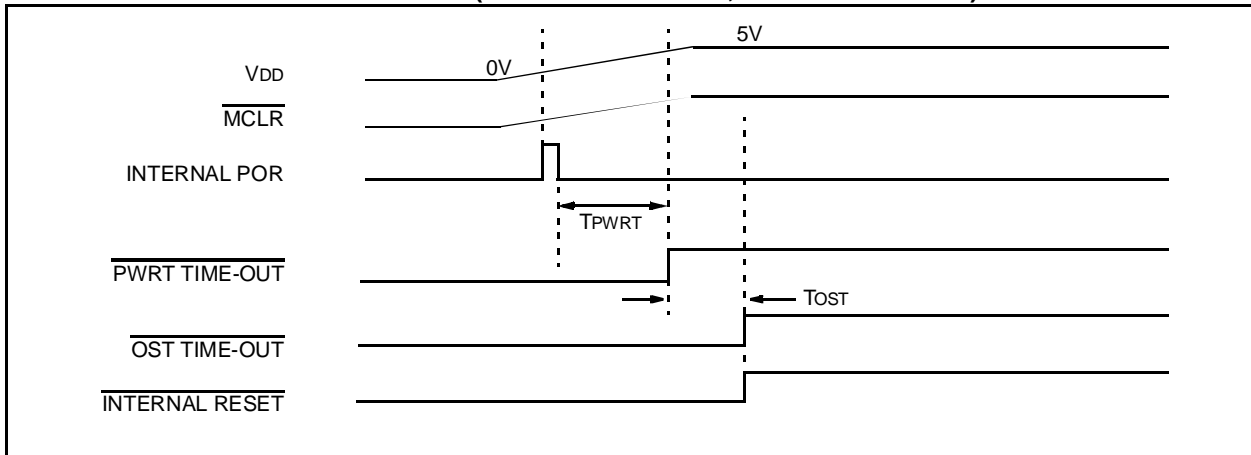 5V
0V
VDD
MCLR
INTERNAL POR
TPWRT
PWRT TIME-OUT
TOST
OST TIME-OUT
INTERNAL RESET